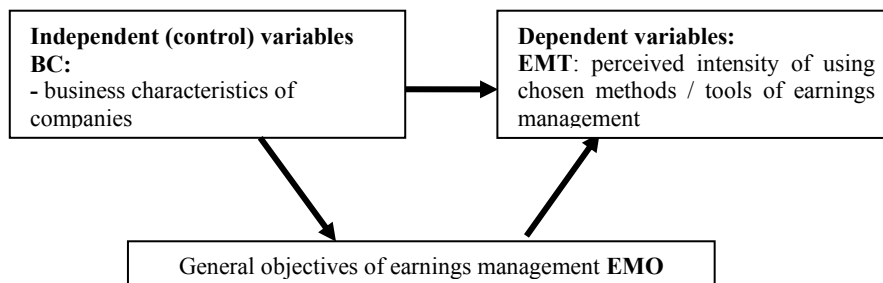 Independent (control) variables
BC:
- business characteristics of
companies
Dependent variables:
EMT: perceived intensity of using
chosen methods / tools of earnings
management
General objectives of earnings management EMO